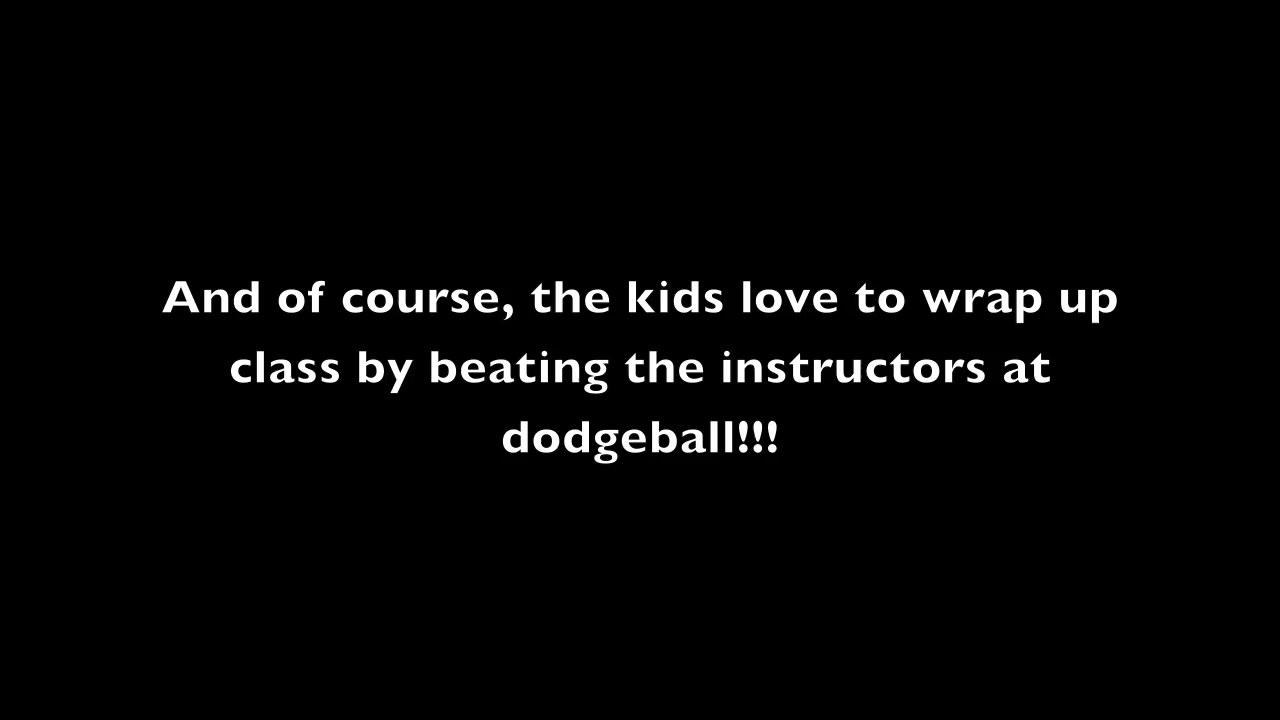 And of course, the kids love to wrap up
class by beating the instructors at
dodgeball!!!